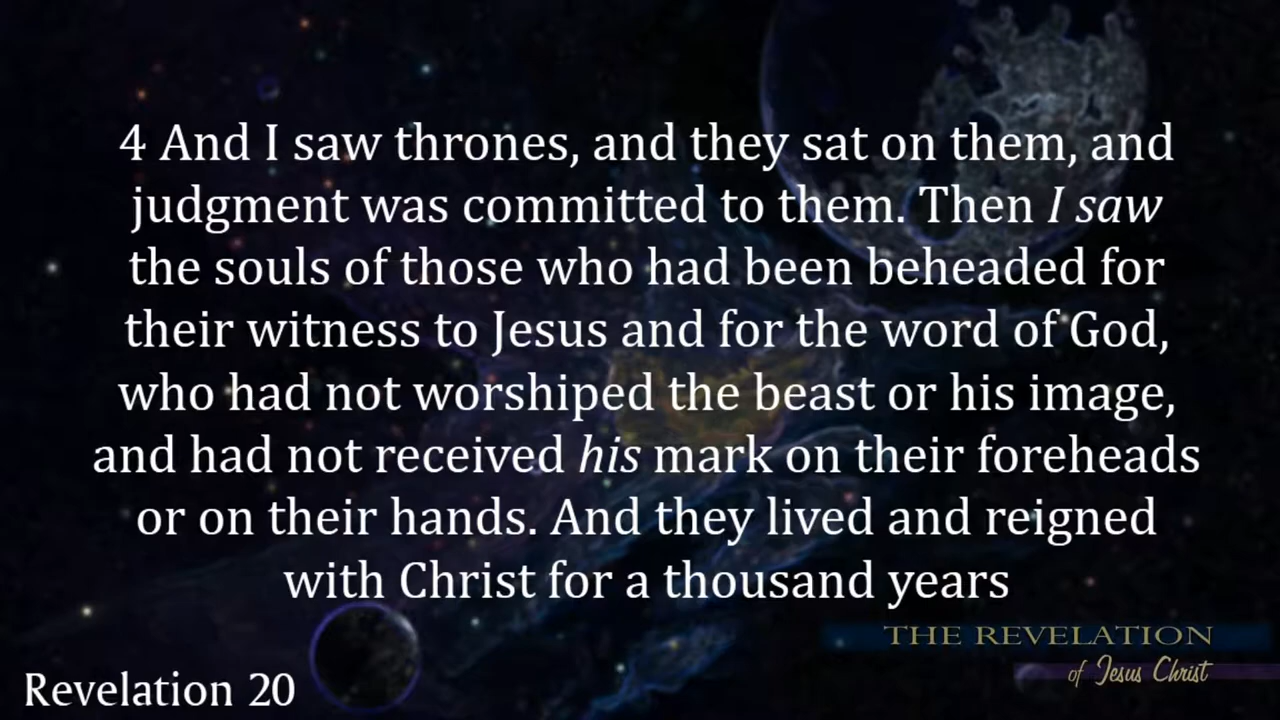 4 And I saw thrones, and they sat on them, and
judgment was committed to them. Then I saw
the souls of those who had been beheaded for
their witness to Jesus and for the word of God,
who had not worshiped the beast or his image,
and had not received his mark on their foreheads
or on their hands. And they lived and reigned
with Christ for a thousand years
THE REVELATION
of Jesus Christ
Revelation 20